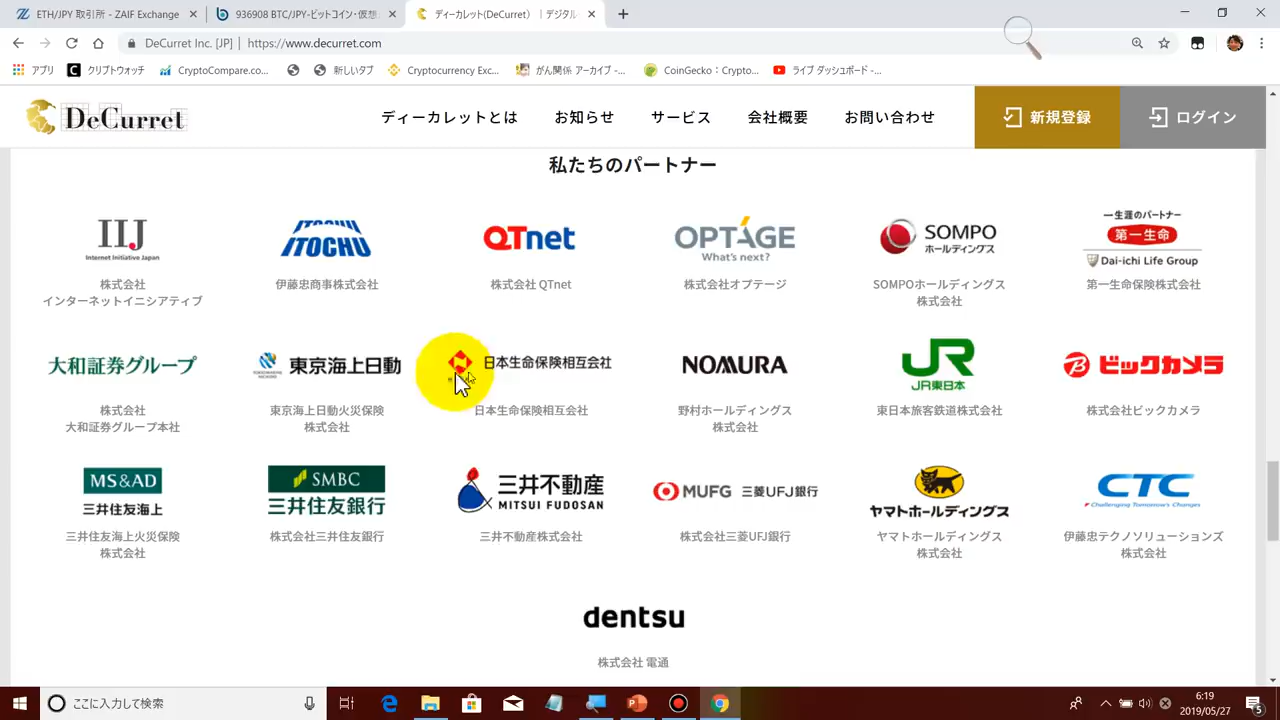 ETH/JPY 取引所 - ZAIF Exchange
936908 BTC/JPY-ビットコイン・仮想
ディーカレット(DeCurret) | デジタル
DeCurret Inc. [JP] | https://www.decurret.com
アプリ
クリプトウォッチ
CryptoCompare.co...
新しいタブ
Cryptocurrency Exc...
がん関係 アーカイブ -...
CoinGecko：Crypto...
ライブ ダッシュボード -...
DeCurret
ディーカレットとは
お知らせ
サービス
会社概要
お問い合わせ
新規登録
ログイン
私たちのパートナー
IIJ
Internet Initiative Japan
株式会社
インターネットイニシアティブ
ITOCHU
伊藤忠商事株式会社
QTnet
株式会社 QTnet
OPTAGE
What's next?
株式会社オプテージ
SOMPO
ホールディングス
SOMPOホールディングス
株式会社
一生涯のパートナー
第一生命
Dai-ichi Life Group
第一生命保険株式会社
大和証券グループ
株式会社
大和証券グループ本社
東京海上日動
東京海上日動火災保険
株式会社
日本生命保険相互会社
日本生命保険相互会社
NOMURA
野村ホールディングス
株式会社
JR
JR東日本
東日本旅客鉄道株式会社
ビックカメラ
株式会社ビックカメラ
MS&AD
三井住友海上
三井住友海上火災保険
株式会社
SMBC
三井住友銀行
株式会社三井住友銀行
三井不動産
MITSUI FUDOSAN
三井不動産株式会社
MUFG 三菱UFJ銀行
株式会社三菱UFJ銀行
ヤマトホールディングス
ヤマトホールディングス
株式会社
CTC
Challenging Tomorrow's Changes
伊藤忠テクノソリューションズ
株式会社
dentsu
株式会社 電通
ここに入力して検索
6:19
2019/05/27
5